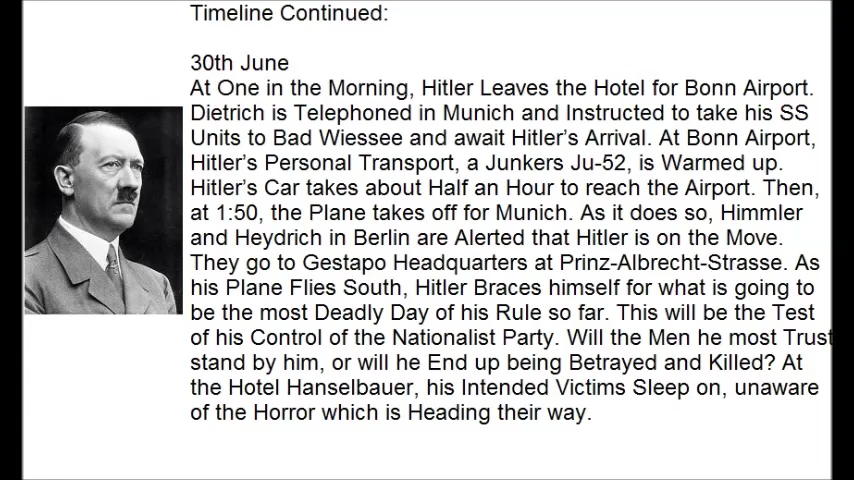 Timeline Continued:
30th June
At One in the Morning, Hitler Leaves the Hotel for Bonn Airport.
Dietrich is Telephoned in Munich and Instructed to take his SS
Units to Bad Wiessee and await Hitler's Arrival. At Bonn Airport,
Hitler's Personal Transport, a Junkers Ju-52, is Warmed up.
Hitler's Car takes about Half an Hour to reach the Airport. Then,
at 1:50, the Plane takes off for Munich. As it does so, Himmler
and Heydrich in Berlin are Alerted that Hitler is on the Move.
They go to Gestapo Headquarters at Prinz-Albrecht-Strasse. As
his Plane Flies South, Hitler Braces himself for what is going to
be the most Deadly Day of his Rule so far. This will be the Test
of his Control of the Nationalist Party. Will the Men he most Trust
stand by him, or will he End up being Betrayed and Killed? At
the Hotel Hanselbauer, his Intended Victims Sleep on, unaware
of the Horror which is Heading their way.